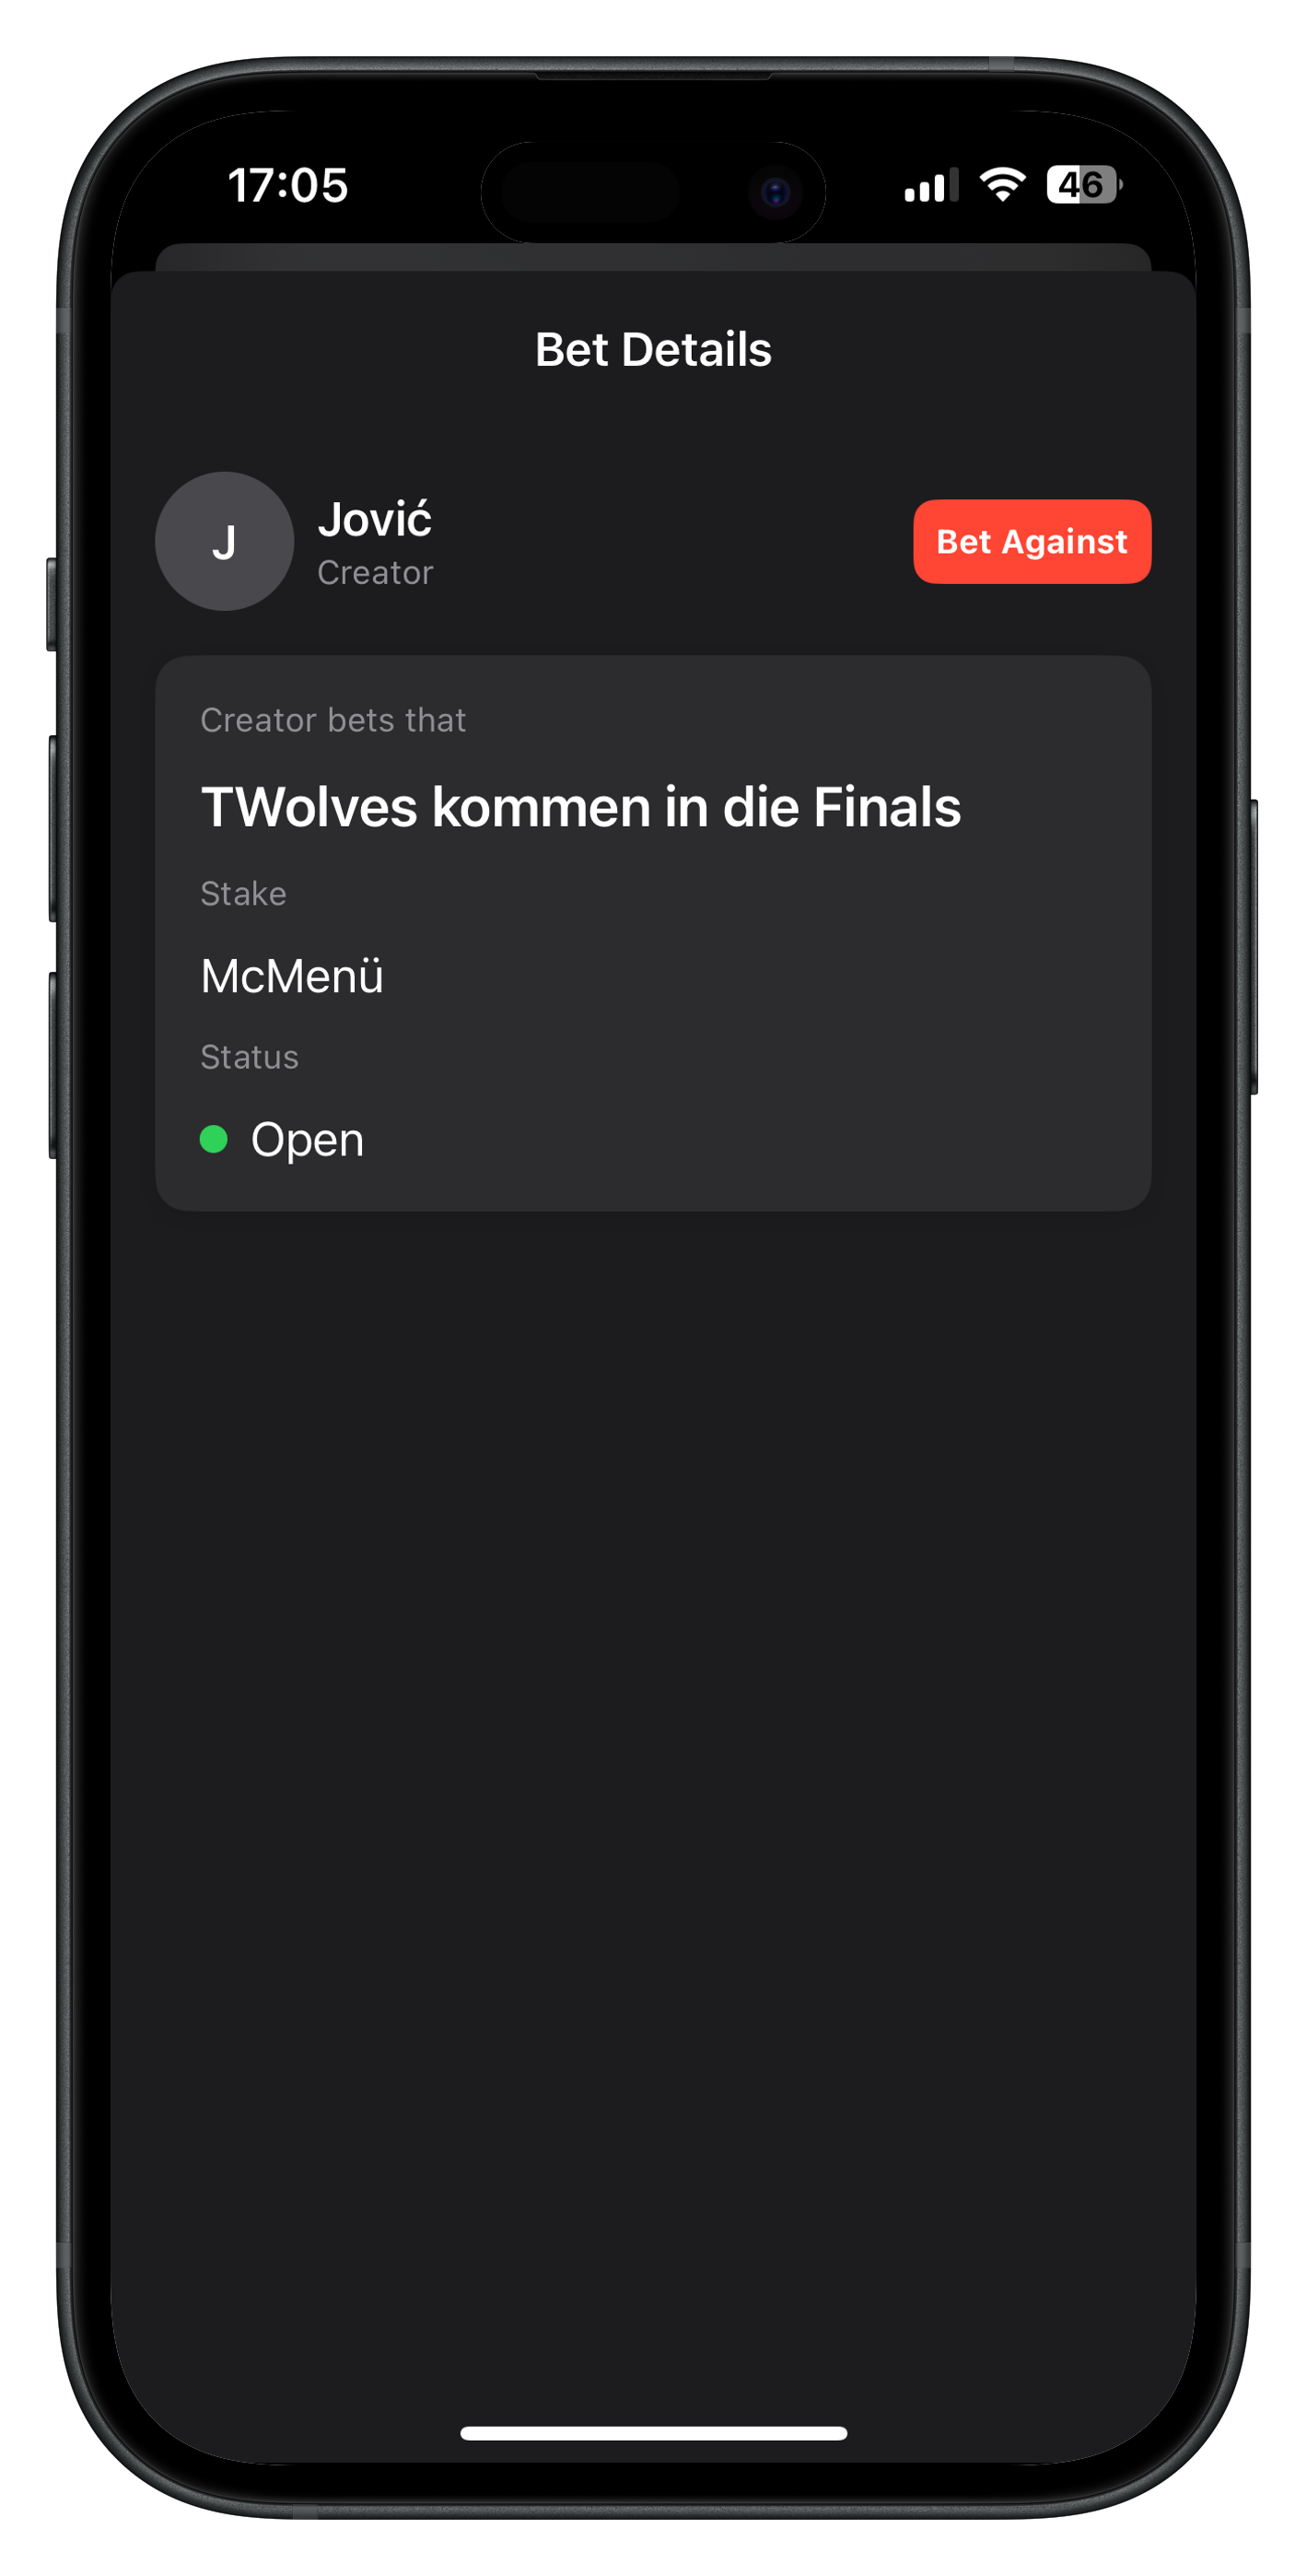 17:05
46
Bet Details
J
Jović
Creator
Bet Against
Creator bets that
TWolves kommen in die Finals
Stake
McMenü
Status
Open